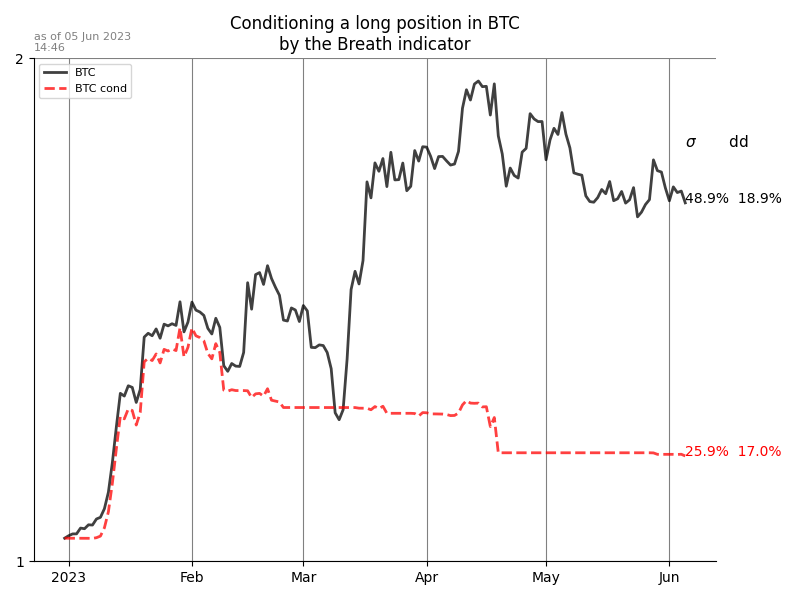 Conditioning a long position in BTC
by the Breath indicator
as of 05 Jun 2023
14:46
2
BTC
BTC cond
σ dd
48.9% 18.9%
25.9% 17.0%
1
2023 Feb Mar Apr May Jun